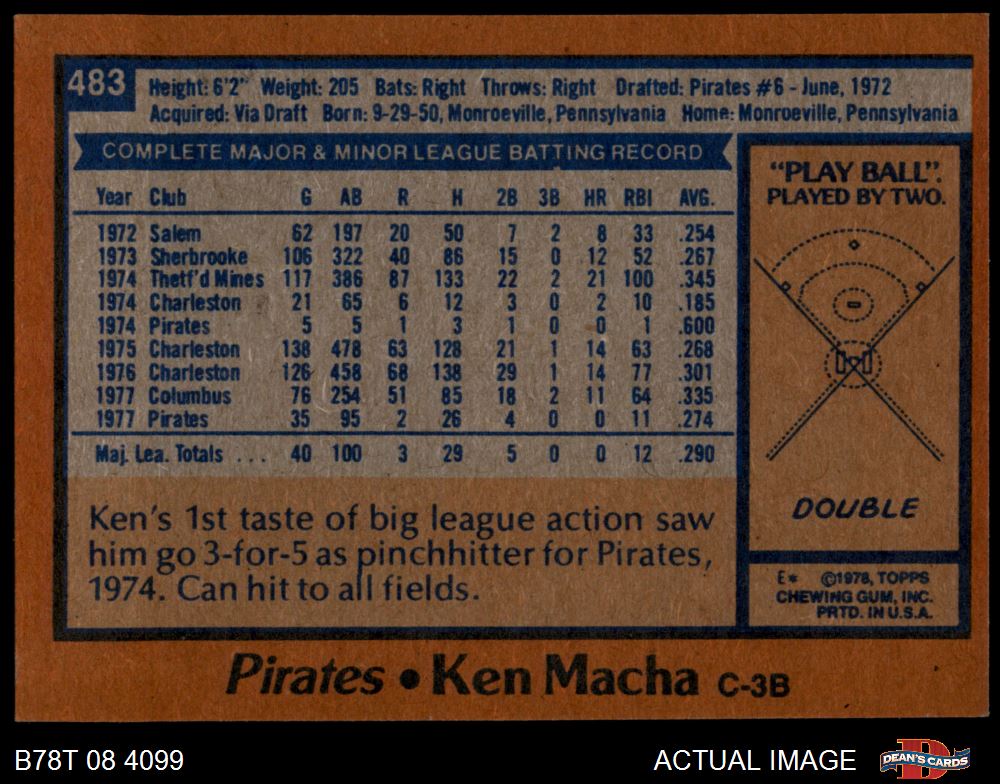 483
Height: 6'2" Weight: 205 Bats: Right Throws: Right Drafted: Pirates #6 - June, 1972
Acquired: Via Draft Born: 9-29-50, Monroeville, Pennsylvania Home: Monroeville, Pennsylvania
COMPLETE MAJOR & MINOR LEAGUE BATTING RECORD
Year Club G AB R H 2B 3B HR RBI AVG.
1972 Salem 62 197 20 50 7 2 8 33 .254
1973 Sherbrooke 106 322 40 86 15 0 12 52 .267
1974 Thetf'd Mines 117 386 87 133 22 2 21 100 .345
1974 Charleston 21 65 6 12 3 0 2 10 .185
1974 Pirates 5 5 1 3 1 0 0 1 .600
1975 Charleston 138 478 63 128 21 1 14 63 .268
1976 Charleston 126 458 68 138 29 1 14 77 .301
1977 Columbus 76 254 51 85 18 2 11 64 .335
1977 Pirates 35 95 2 26 4 0 0 11 .274
Maj. Lea. Totals ... 40 100 3 29 5 0 0 12 .290
Ken's 1st taste of big league action saw
him go 3-for-5 as pinchhitter for Pirates,
1974. Can hit to all fields.
"PLAY BALL".
PLAYED BY TWO.
DOUBLE
E* ©1978, TOPPS
CHEWING GUM, INC.
PRTD. IN U.S.A.
Pirates • Ken Macha C-3B
B78T 08 4099
ACTUAL IMAGE
DEAN'S CARDS